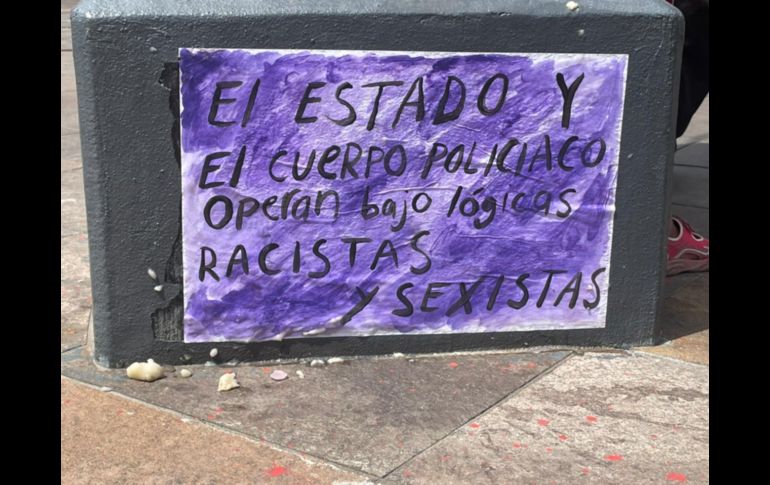 El ESTADO Y
El CUERPO POLICIACO
Operan bajo lógicas
RACISTAS
Y SEXISTAS